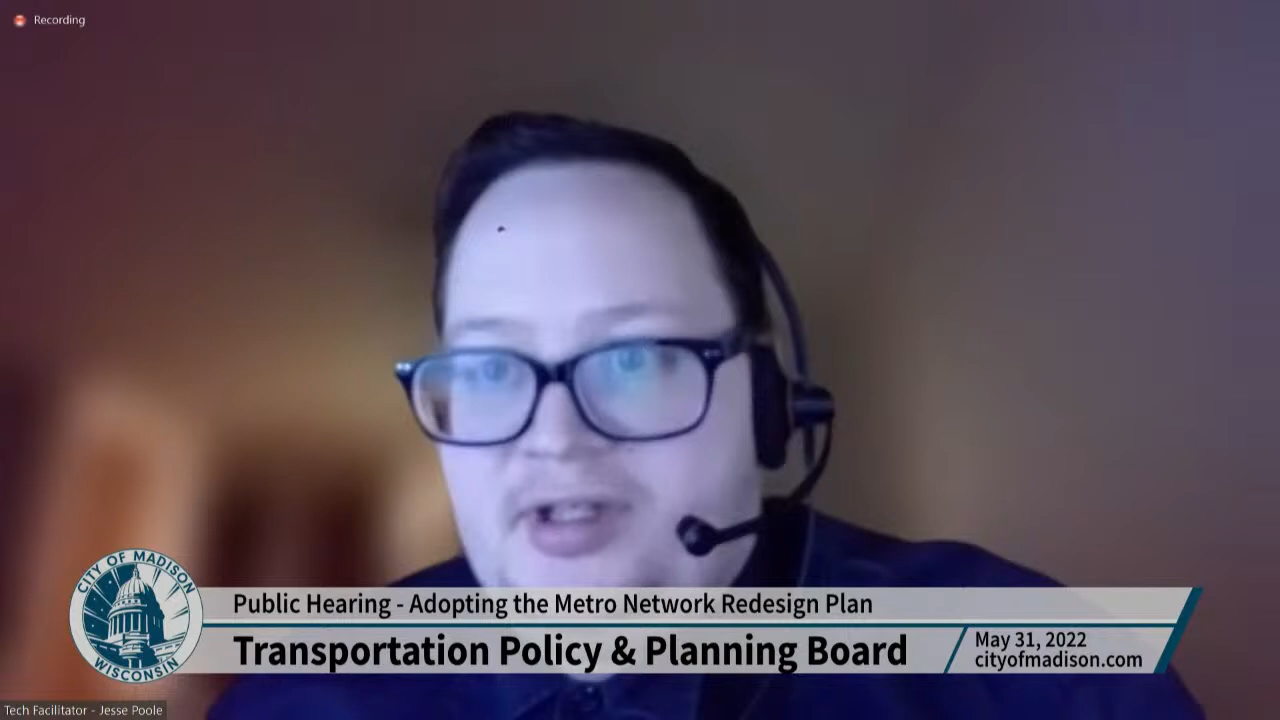 Recording
CITY OF MADISON
WISCONSIN
Public Hearing - Adopting the Metro Network Redesign Plan
Transportation Policy & Planning Board
May 31, 2022
cityofmadison.com
Tech Facilitator - Jesse Poole